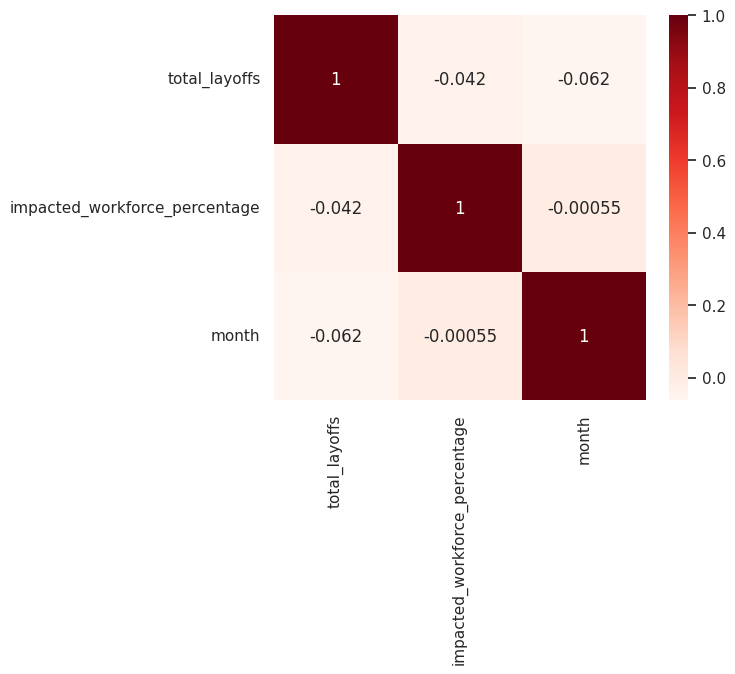 total_layoffs 1 -0.042 -0.062
impacted_workforce_percentage -0.042 1 -0.00055
month -0.062 -0.00055 1
total_layoffs
impacted_workforce_percentage
month
1.0
0.8
0.6
0.4
0.2
0.0